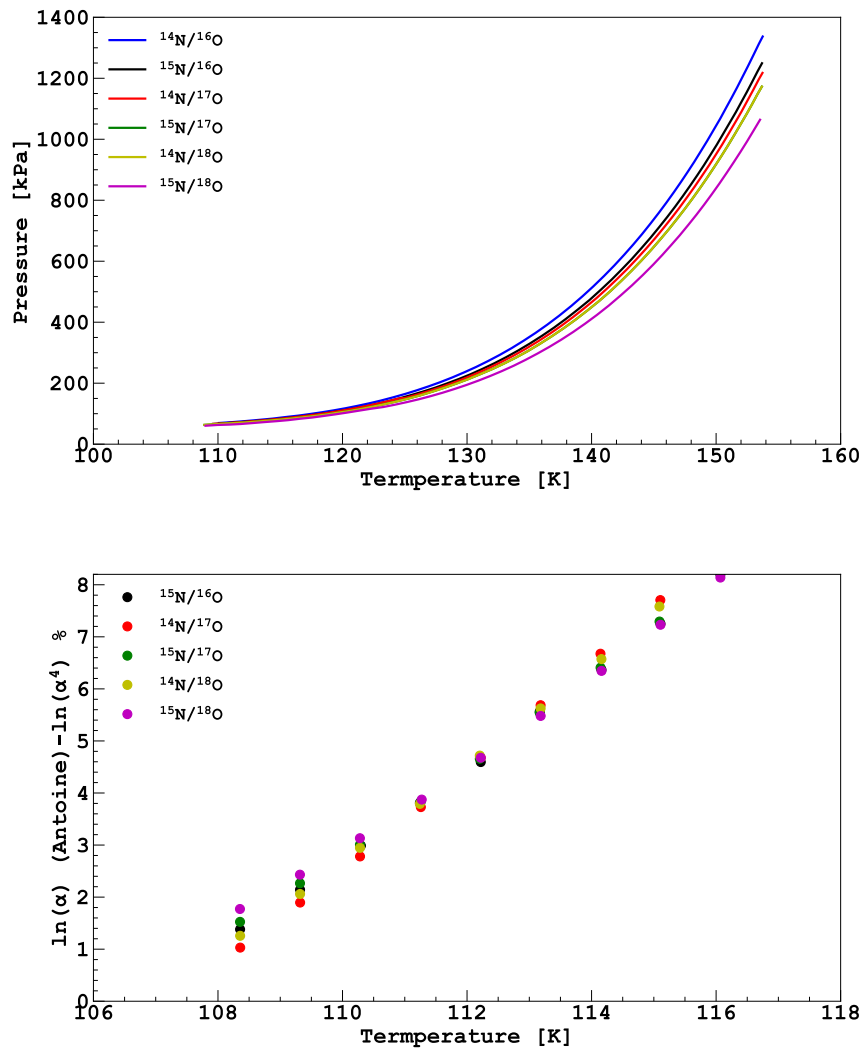 1400
1200
1000
800
600
400
200
0
Pressure [kPa]
¹⁴N/¹⁶O
¹⁵N/¹⁶O
¹⁴N/¹⁷O
¹⁵N/¹⁷O
¹⁴N/¹⁸O
¹⁵N/¹⁸O
100 110 120 130 140 150 160
Termperature [K]
8
7
6
5
4
3
2
1
0
ln(α) (Antoine)-ln(α⁴) %
¹⁵N/¹⁶O
¹⁴N/¹⁷O
¹⁵N/¹⁷O
¹⁴N/¹⁸O
¹⁵N/¹⁸O
106 108 110 112 114 116 118
Termperature [K]